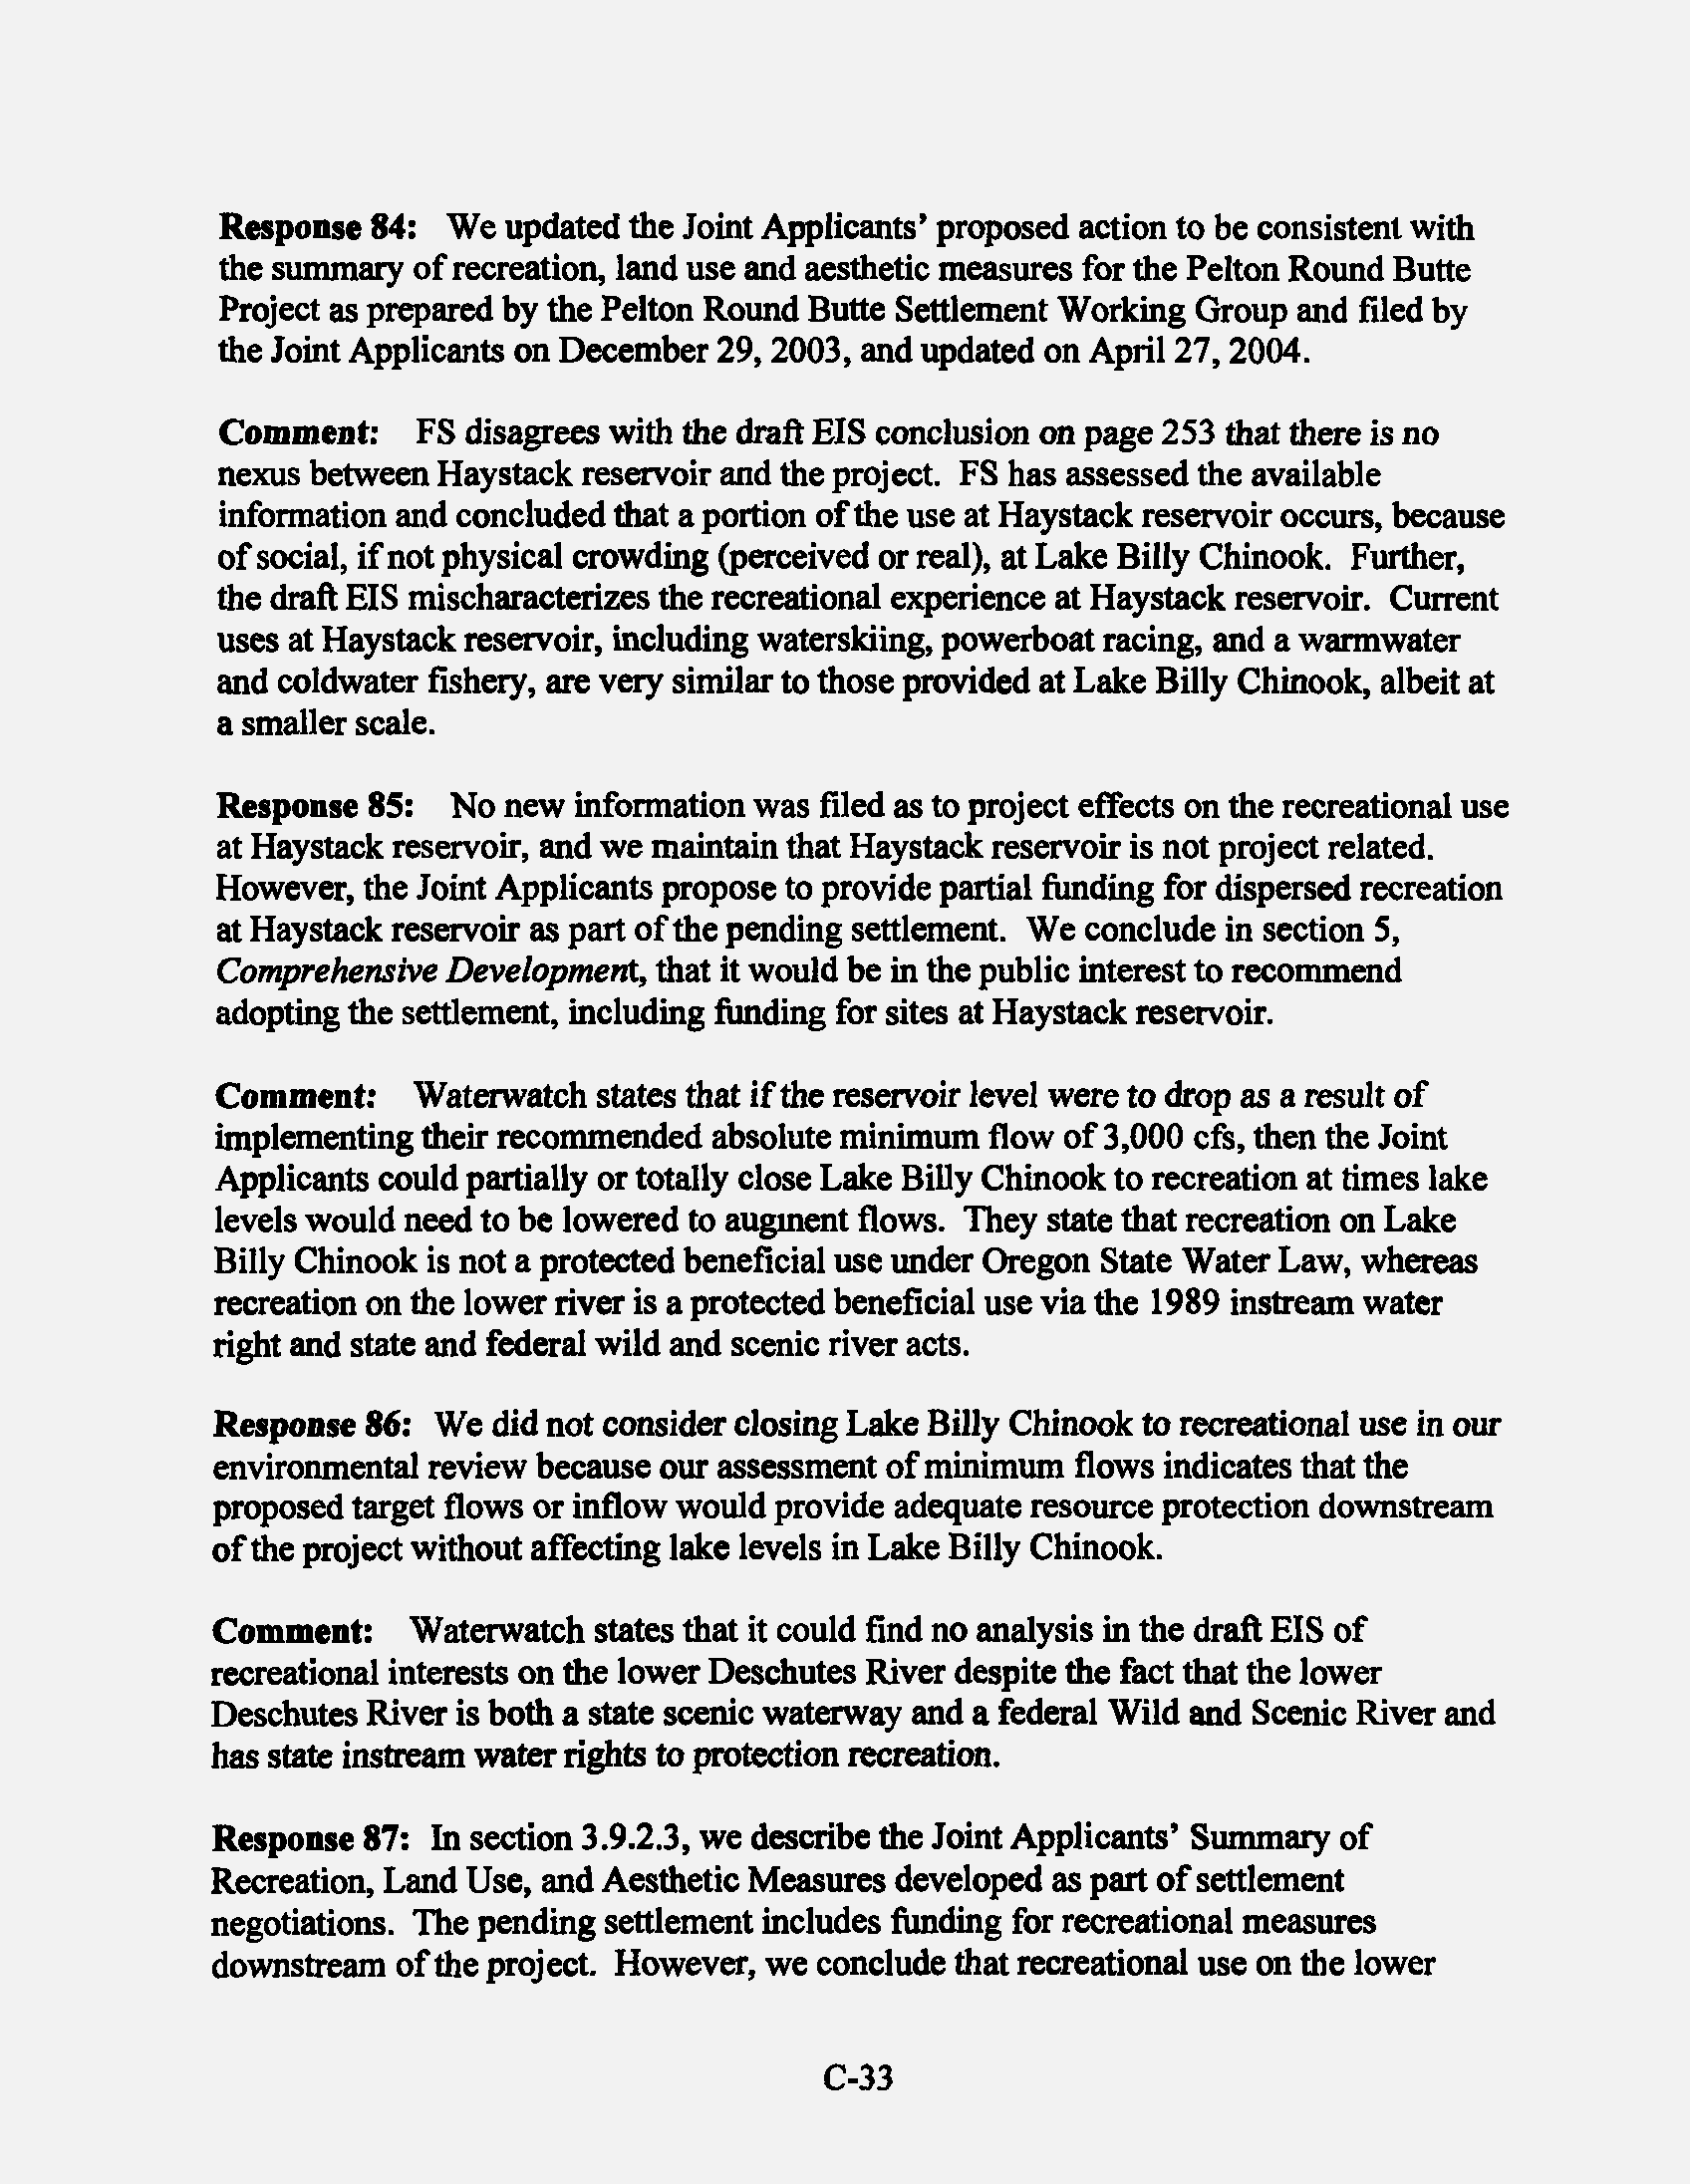 Response 84: We updated the Joint Applicants' proposed action to be consistent with
the summary of recreation, land use and aesthetic measures for the Pelton Round Butte
Project as prepared by the Pelton Round Butte Settlement Working Group and filed by
the Joint Applicants on December 29, 2003, and updated on April 27, 2004.
Comment: FS disagrees with the draft EIS conclusion on page 253 that there is no
nexus between Haystack reservoir and the project. FS has assessed the available
information and concluded that a portion of the use at Haystack reservoir occurs, because
of social, if not physical crowding (perceived or real), at Lake Billy Chinook. Further,
the draft EIS mischaracterizes the recreational experience at Haystack reservoir. Current
uses at Haystack reservoir, including waterskiing, powerboat racing, and a warmwater
and coldwater fishery, are very similar to those provided at Lake Billy Chinook, albeit at
a smaller scale.
Response 85: No new information was filed as to project effects on the recreational use
at Haystack reservoir, and we maintain that Haystack reservoir is not project related.
However, the Joint Applicants propose to provide partial funding for dispersed recreation
at Haystack reservoir as part of the pending settlement. We conclude in section 5,
Comprehensive Development, that it would be in the public interest to recommend
adopting the settlement, including funding for sites at Haystack reservoir.
Comment: Waterwatch states that if the reservoir level were to drop as a result of
implementing their recommended absolute minimum flow of 3,000 cfs, then the Joint
Applicants could partially or totally close Lake Billy Chinook to recreation at times lake
levels would need to be lowered to augment flows. They state that recreation on Lake
Billy Chinook is not a protected beneficial use under Oregon State Water Law, whereas
recreation on the lower river is a protected beneficial use via the 1989 instream water
right and state and federal wild and scenic river acts.
Response 86: We did not consider closing Lake Billy Chinook to recreational use in our
environmental review because our assessment of minimum flows indicates that the
proposed target flows or inflow would provide adequate resource protection downstream
of the project without affecting lake levels in Lake Billy Chinook.
Comment: Waterwatch states that it could find no analysis in the draft EIS of
recreational interests on the lower Deschutes River despite the fact that the lower
Deschutes River is both a state scenic waterway and a federal Wild and Scenic River and
has state instream water rights to protection recreation.
Response 87: In section 3.9.2.3, we describe the Joint Applicants' Summary of
Recreation, Land Use, and Aesthetic Measures developed as part of settlement
negotiations. The pending settlement includes funding for recreational measures
downstream of the project. However, we conclude that recreational use on the lower
C-33